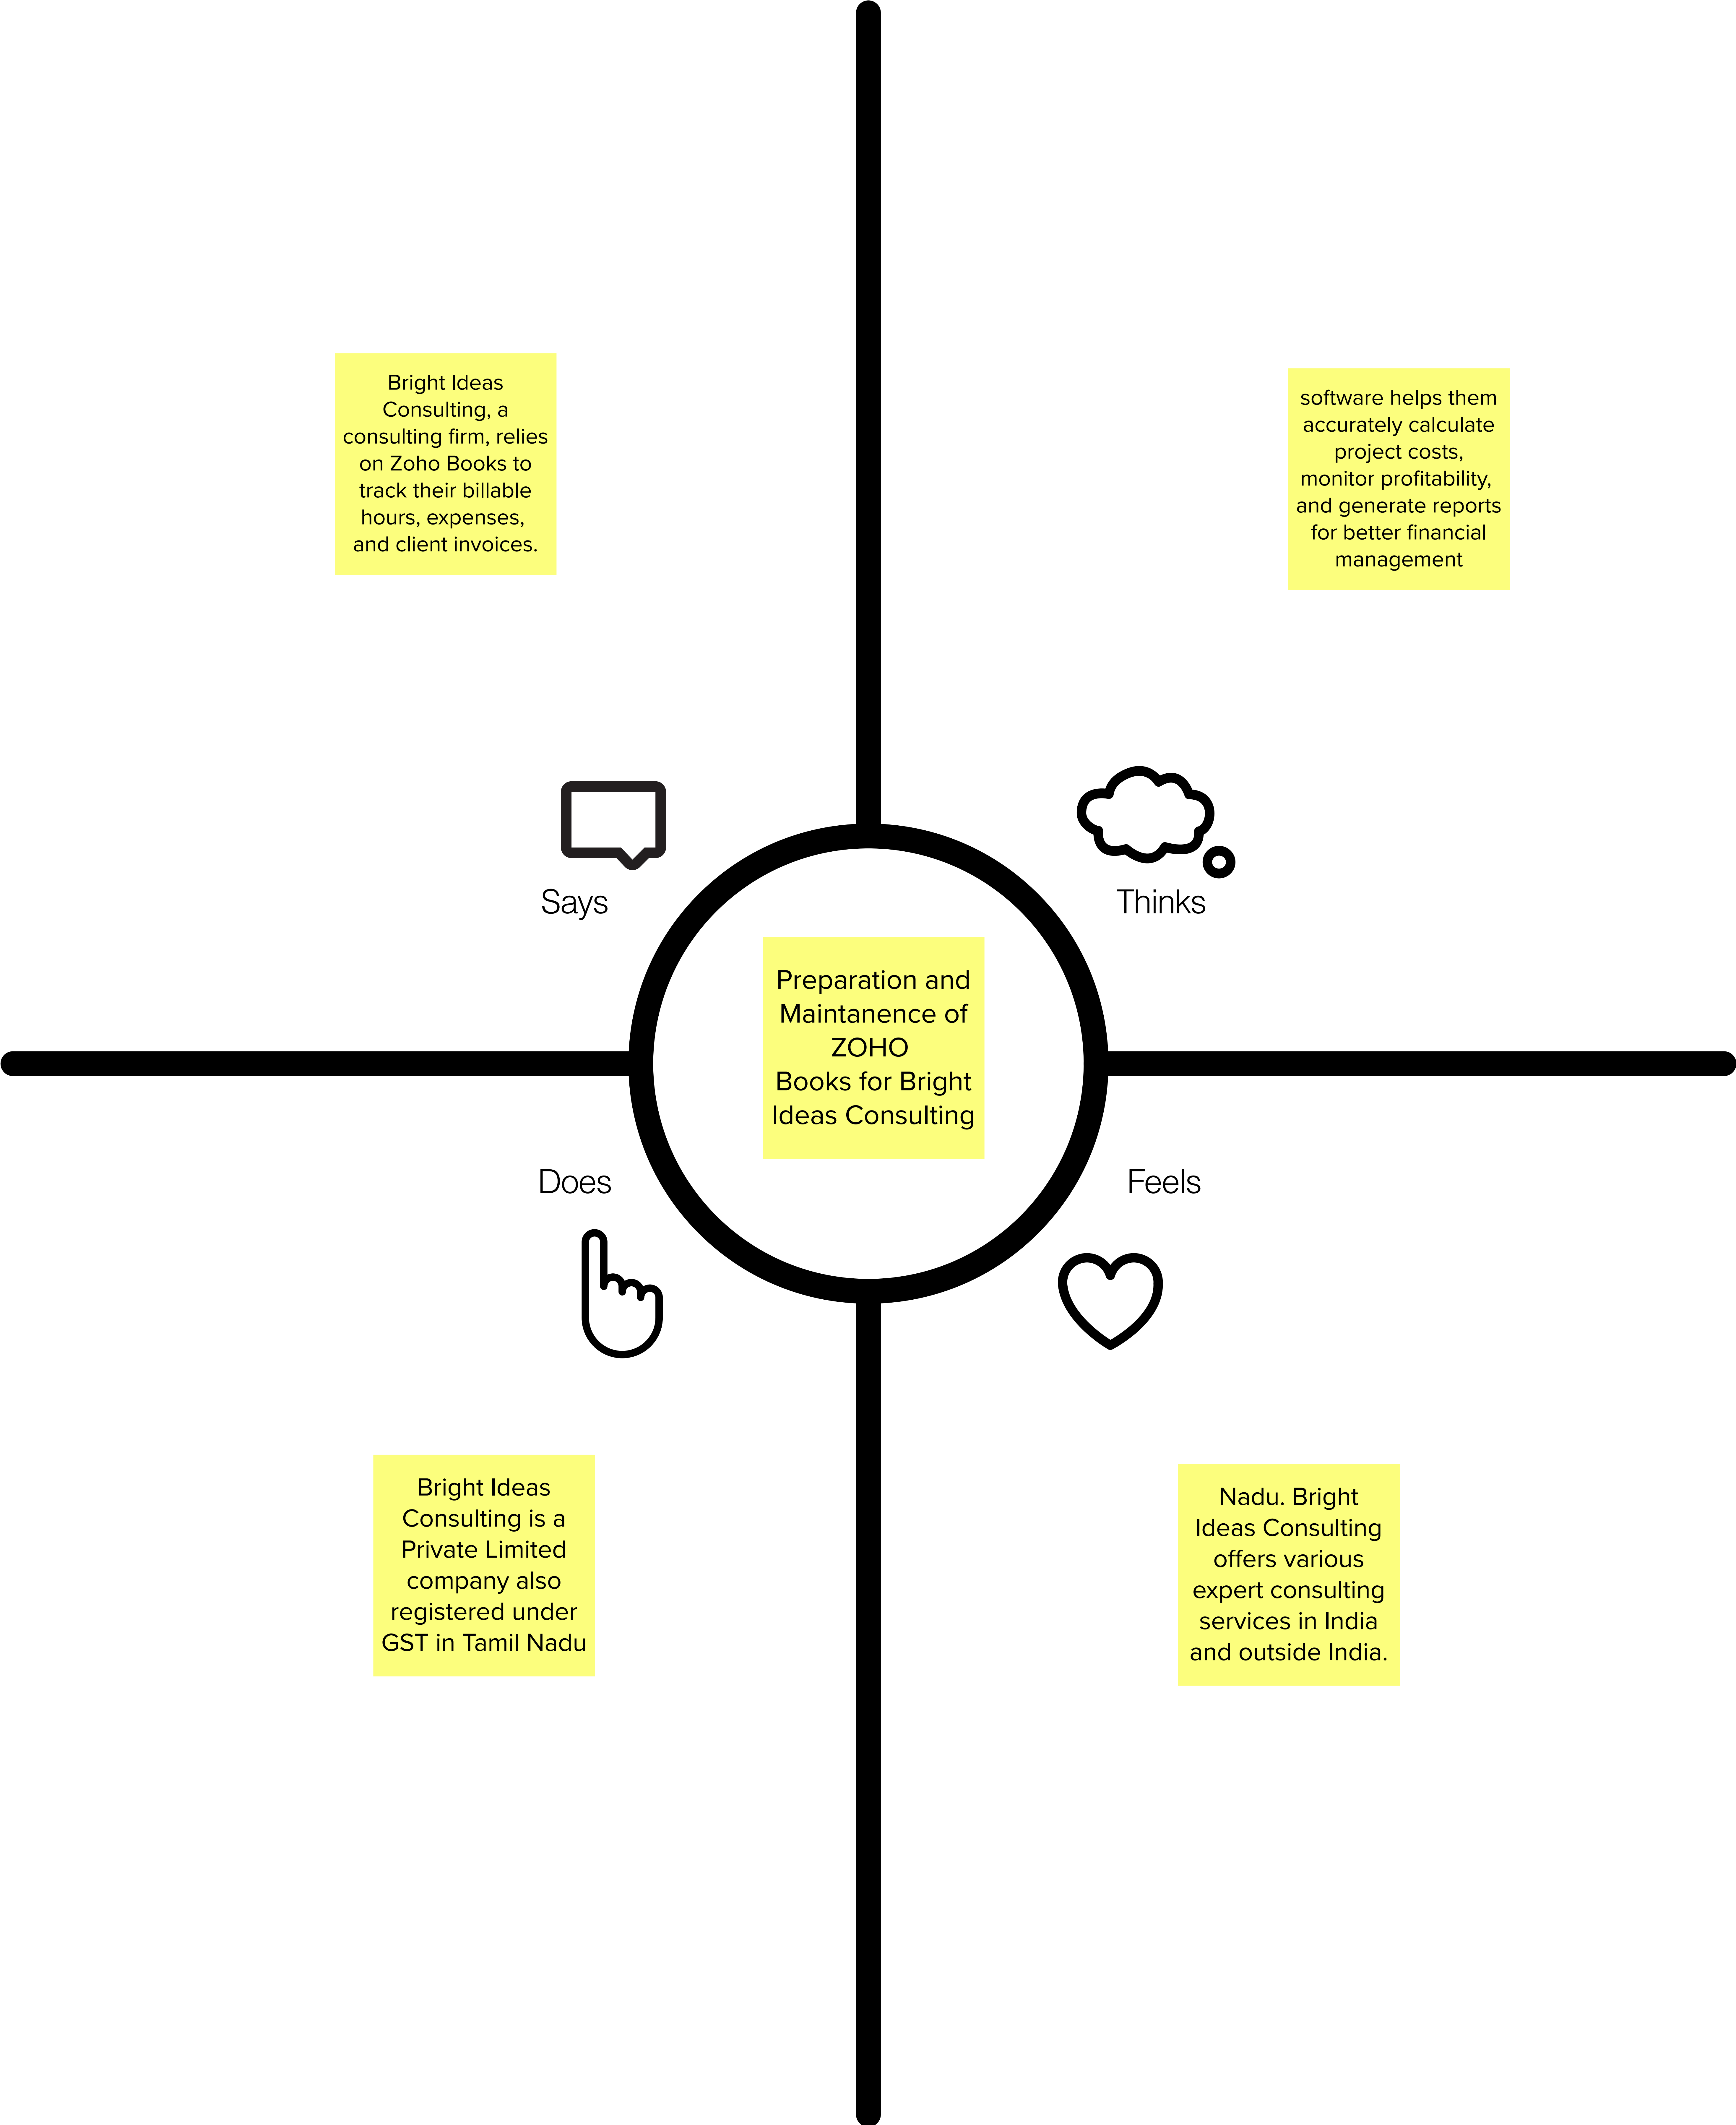 Bright Ideas
Consulting, a
consulting firm, relies
on Zoho Books to
track their billable
hours, expenses,
and client invoices.
software helps them
accurately calculate
project costs,
monitor profitability,
and generate reports
for better financial
management
Says
Thinks
Preparation and
Maintanence of
ZOHO
Books for Bright
Ideas Consulting
Does
Feels
Bright Ideas
Consulting is a
Private Limited
company also
registered under
GST in Tamil Nadu
Nadu. Bright
Ideas Consulting
offers various
expert consulting
services in India
and outside India.